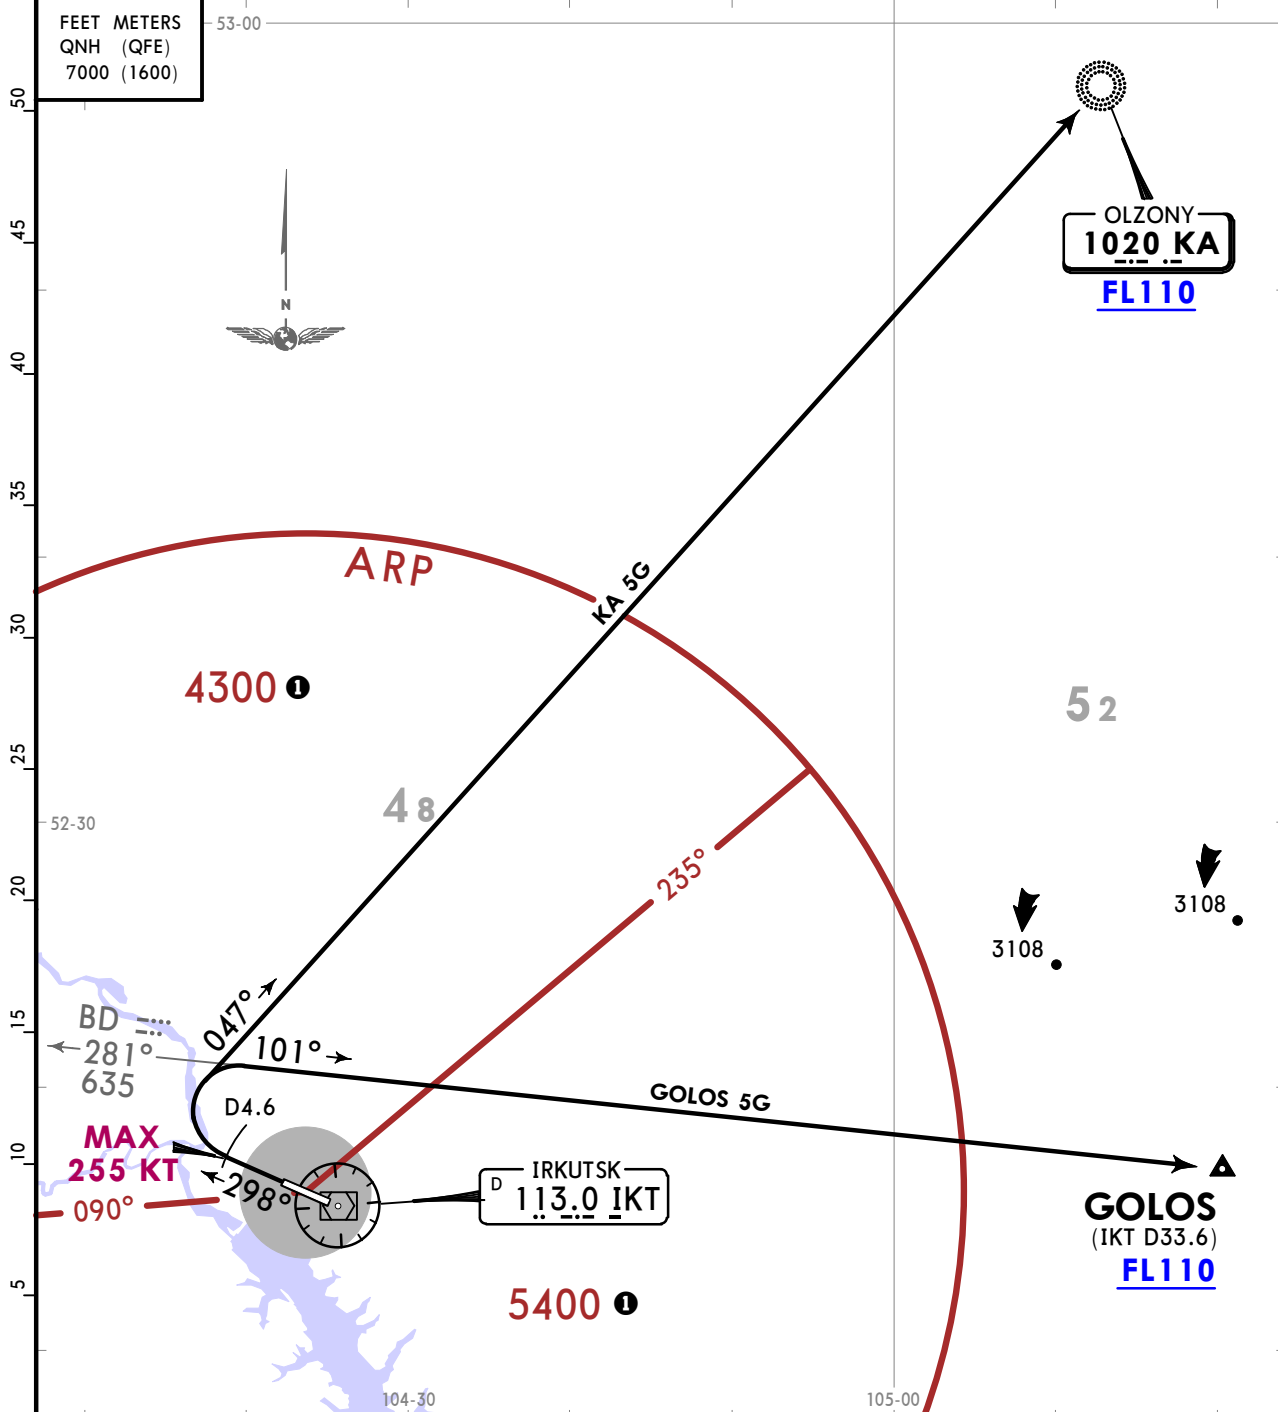 FEET METERS
QNH (QFE)
7000 (1600)
53-00
50
45
40
35
30
25
20
15
10
5
N
OLZONY
1020 KA
FL110
ARP
KA 5G
4300 1
52
48
52-30
235°
3108
3108
047°
BD
281°
635
101°
GOLOS 5G
D4.6
MAX
255 KT
298°
090°
IRKUTSK
D 113.0 IKT
GOLOS
(IKT D33.6)
FL110
5400 1
104-30
105-00